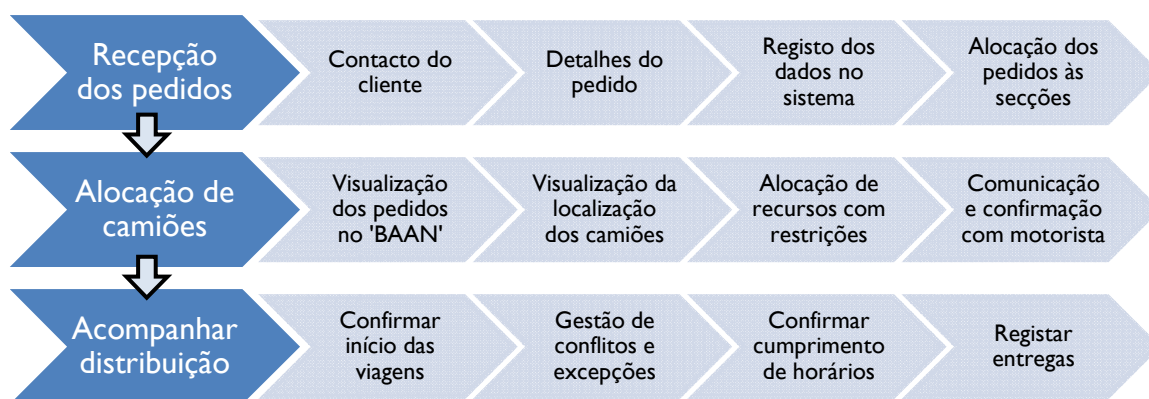 Recepção
dos pedidos
Contacto do
cliente
Detalhes do
pedido
Registo dos
dados no
sistema
Alocação dos
pedidos às
secções
Alocação de
camiões
Visualização
dos pedidos
no 'BAAN'
Visualização da
localização
dos camiões
Alocação de
recursos com
restrições
Comunicação
e confirmação
com motorista
Acompanhar
distribuição
Confirmar
início das
viagens
Gestão de
conflitos e
excepções
Confirmar
cumprimento
de horários
Registar
entregas